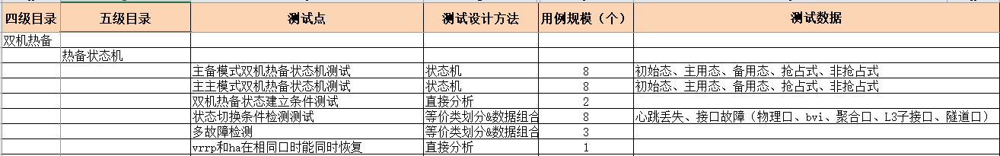 四级目录 五级目录 测试点 测试设计方法 用例规模（个） 测试数据
双机热备
热备状态机
主备模式双机热备状态机测试 状态机 8 初始态、主用态、备用态、抢占式、非抢占式
主主模式双机热备状态机测试 状态机 8 初始态、主用态、备用态、抢占式、非抢占式
双机热备状态建立条件测试 直接分析 2
状态切换条件检测测试 等价类划分&数据组合 8 心跳丢失、接口故障（物理口、bvi、聚合口、L3子接口、隧道口）
多故障检测 等价类划分&数据组合 3
vrrp和ha在相同口时能同时恢复 直接分析 1